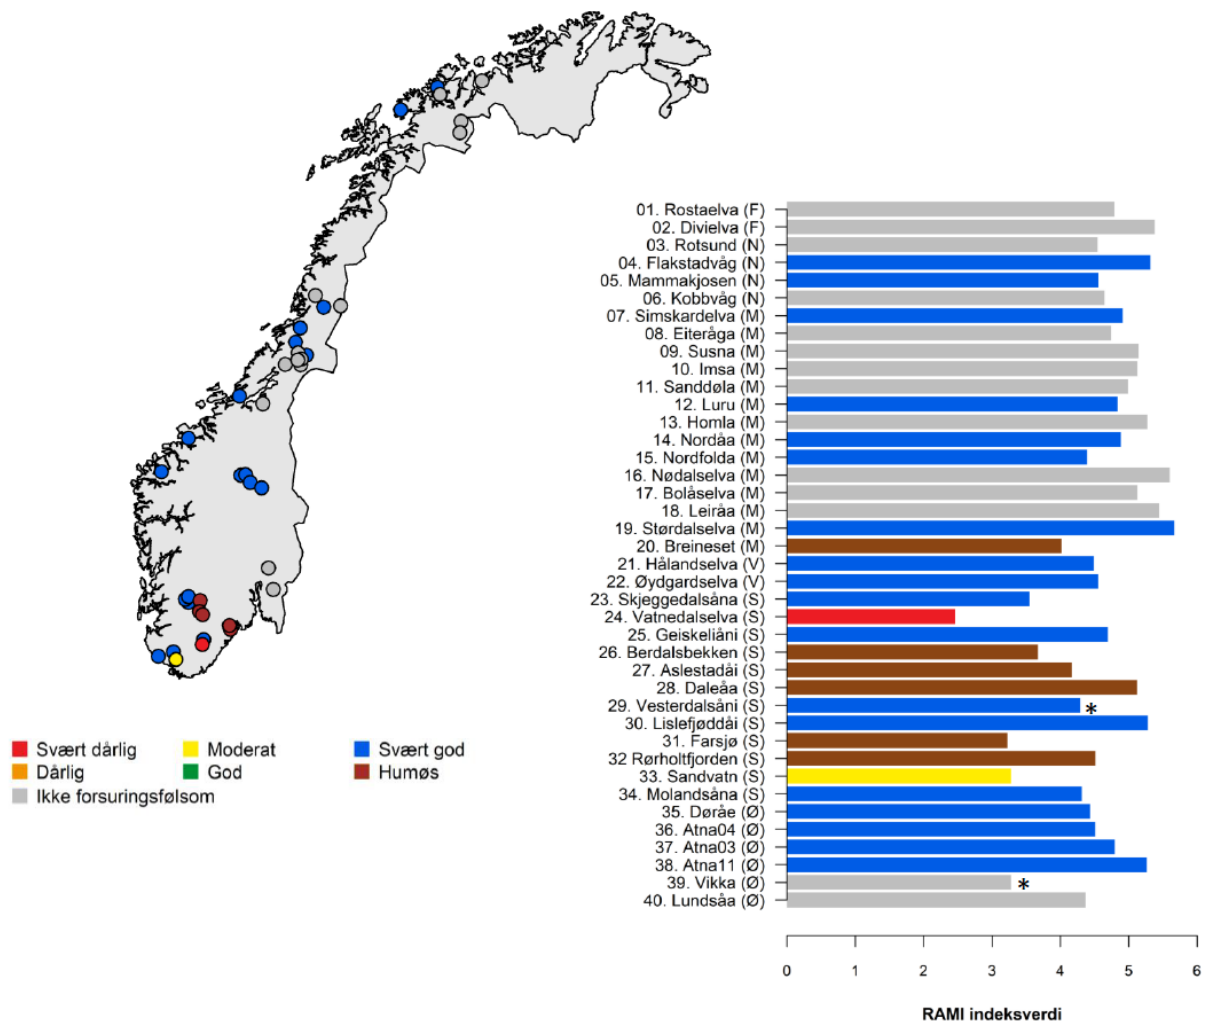 01. Rostaelva (F)
02. Divielva (F)
03. Rotsund (N)
04. Flakstadvåg (N)
05. Mammakjosen (N)
06. Kobbvåg (N)
07. Simskardelva (M)
08. Eiteråga (M)
09. Susna (M)
10. Imsa (M)
11. Sanddøla (M)
12. Luru (M)
13. Homla (M)
14. Nordåa (M)
15. Nordfolda (M)
16. Nødalselva (M)
17. Bolåselva (M)
18. Leiråa (M)
19. Størdalselva (M)
20. Breineset (M)
21. Hålandselva (V)
22. Øydgardselva (V)
23. Skjeggedalsåna (S)
24. Vatnedalselva (S)
25. Geiskeliåni (S)
26. Berdalsbekken (S)
27. Aslestadåi (S)
28. Daleåa (S)
29. Vesterdalsåni (S) *
30. Lislefjøddåi (S)
31. Farsjø (S)
32 Rørholtfjorden (S)
33. Sandvatn (S)
34. Molandsåna (S)
35. Døråe (Ø)
36. Atna04 (Ø)
37. Atna03 (Ø)
38. Atna11 (Ø)
39. Vikka (Ø) *
40. Lundsåa (Ø)
0 1 2 3 4 5 6
RAMI indeksverdi
Svært dårlig Moderat Svært god
Dårlig God Humøs
Ikke forsuringsfølsom